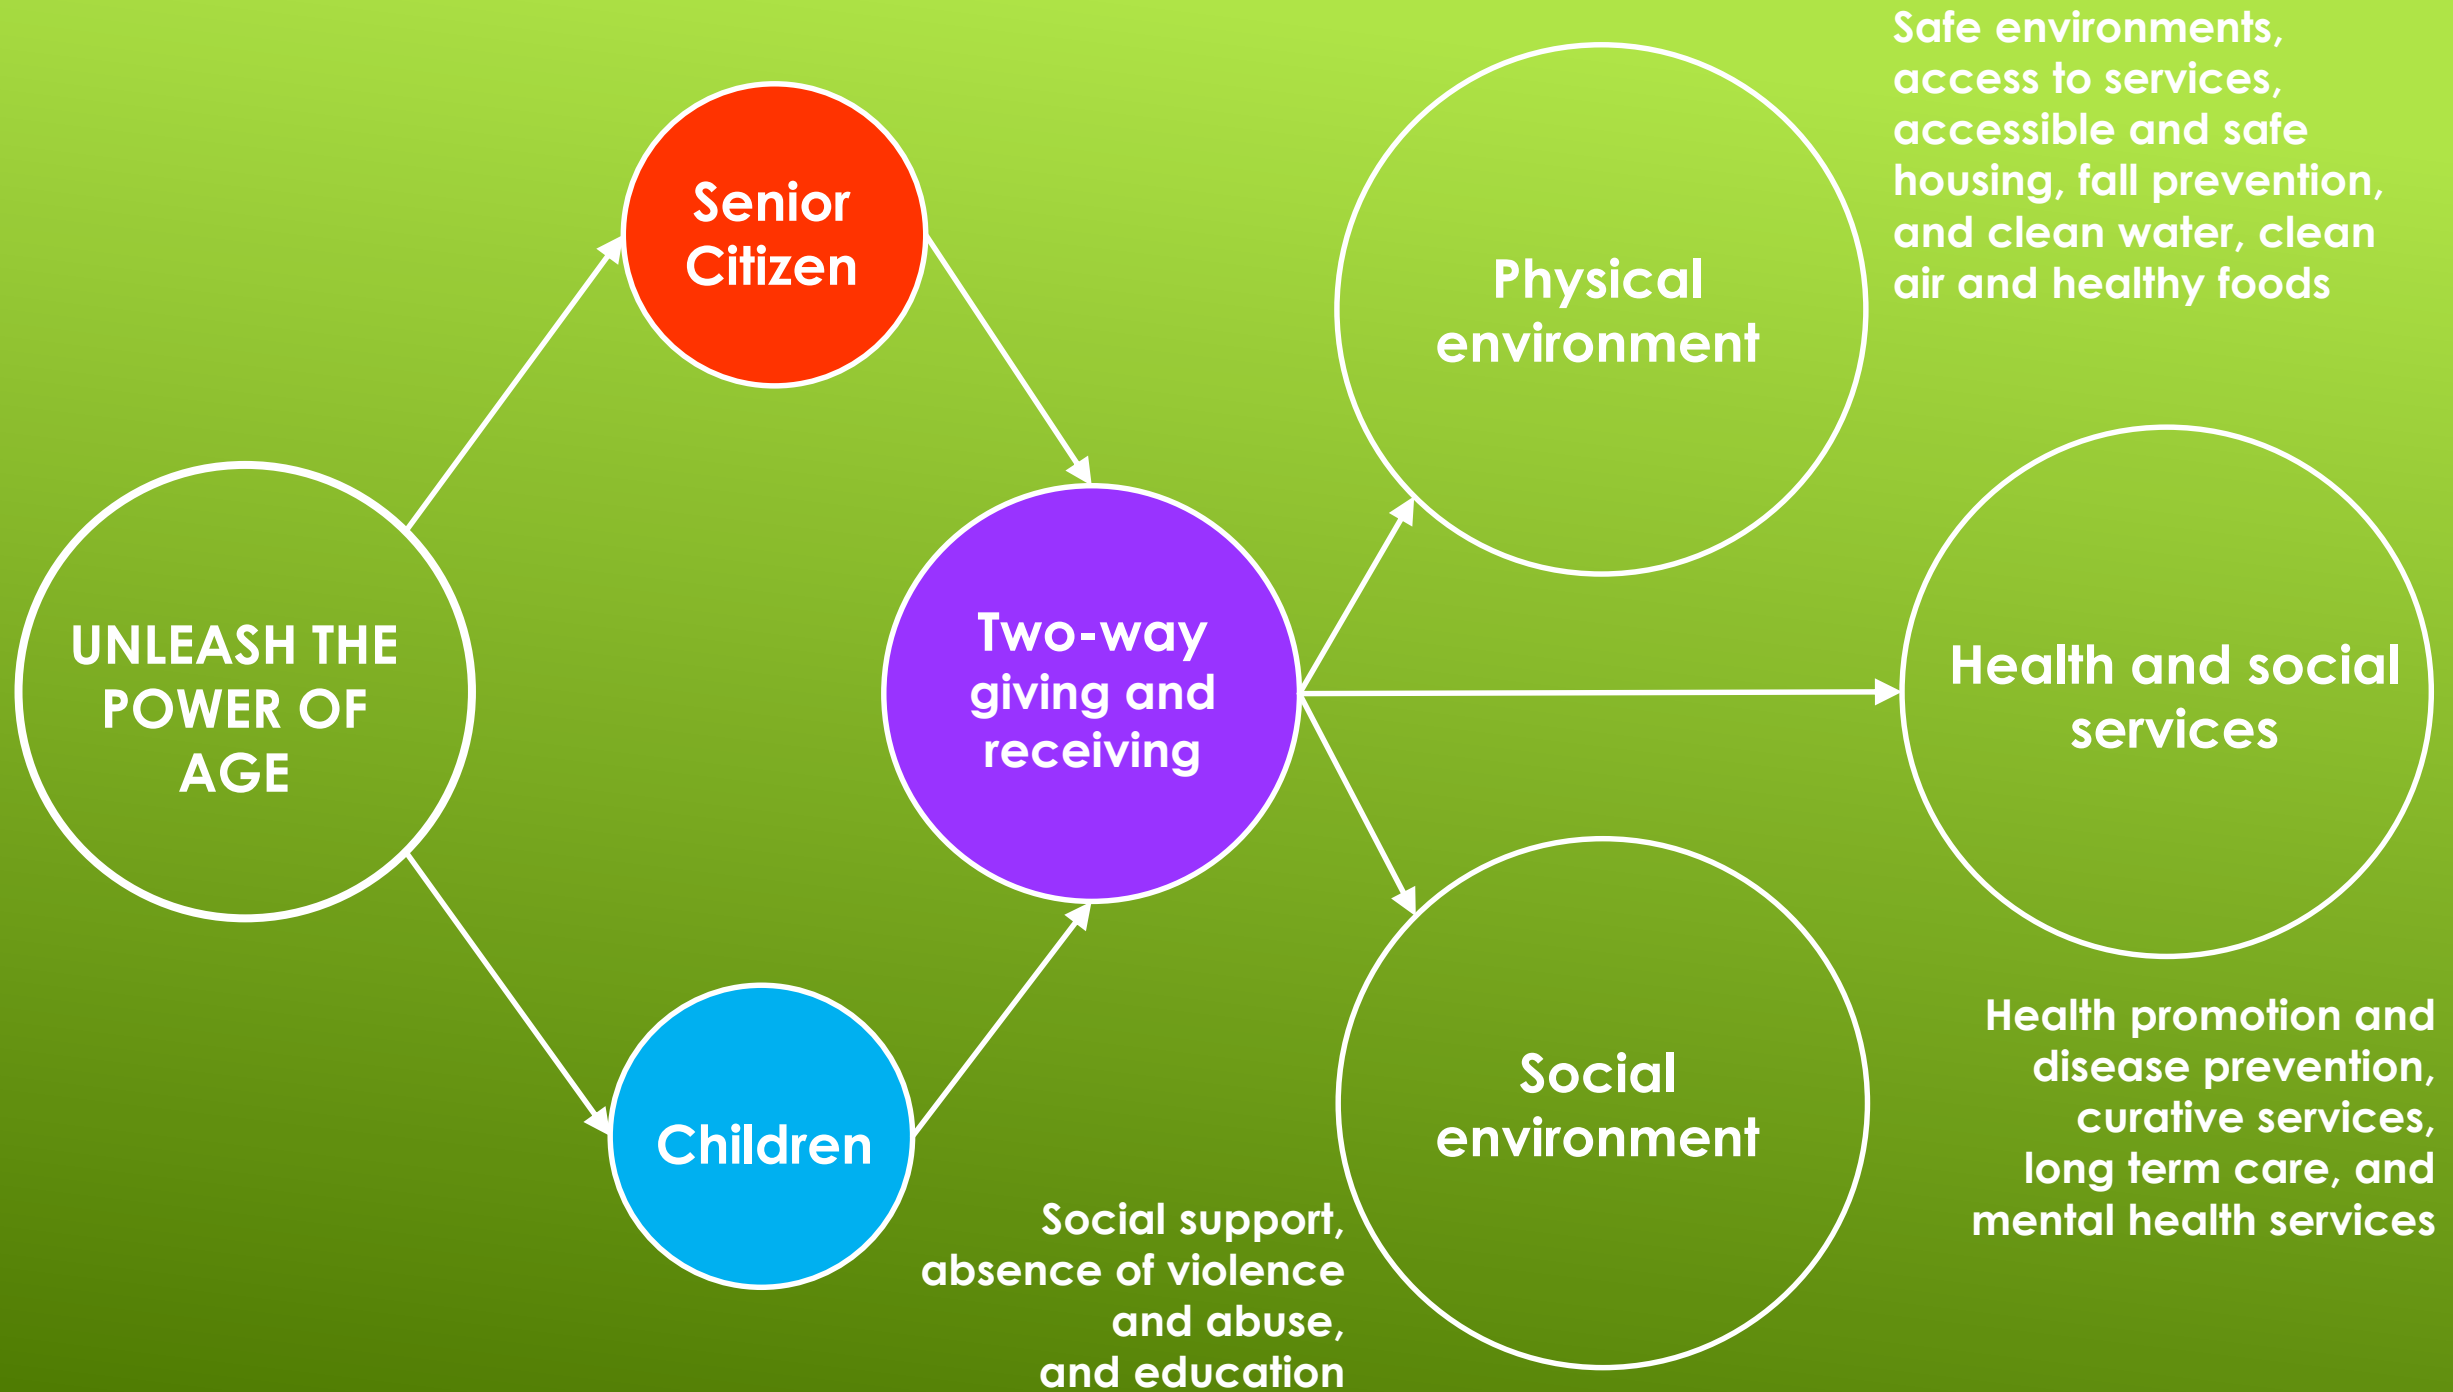 UNLEASH THE
POWER OF
AGE
Senior
Citizen
Children
Two-way
giving and
receiving
Physical
environment
Safe environments,
access to services,
accessible and safe
housing, fall prevention,
and clean water, clean
air and healthy foods
Health and social
services
Health promotion and
disease prevention,
curative services,
long term care, and
mental health services
Social
environment
Social support,
absence of violence
and abuse,
and education